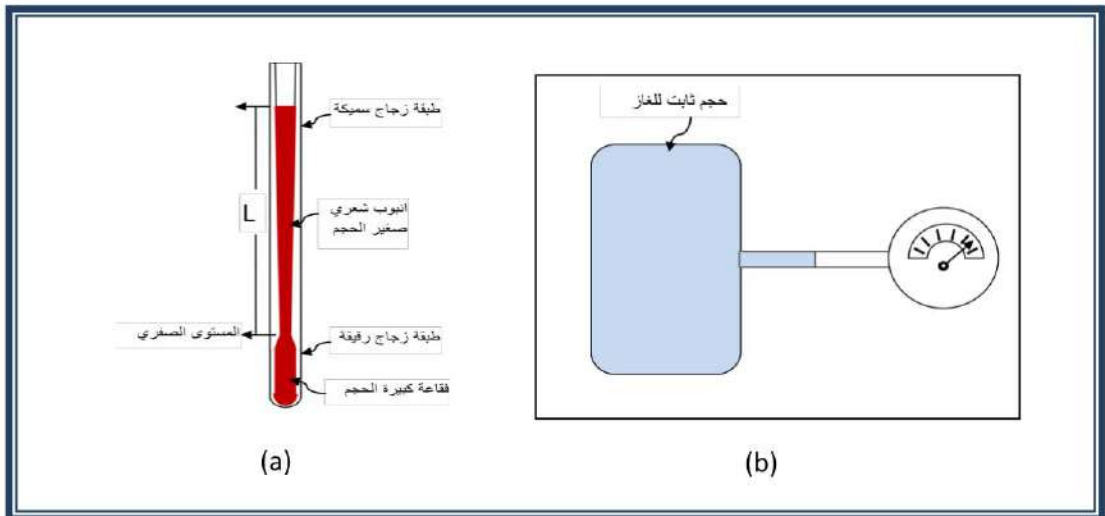 طبقة زجاج سميكة
L
انبوب شعري
صغير الحجم
المستوى الصفري
طبقة زجاج رقيقة
فقاعة كبيرة الحجم
(a)
حجم ثابت للغاز
(b)